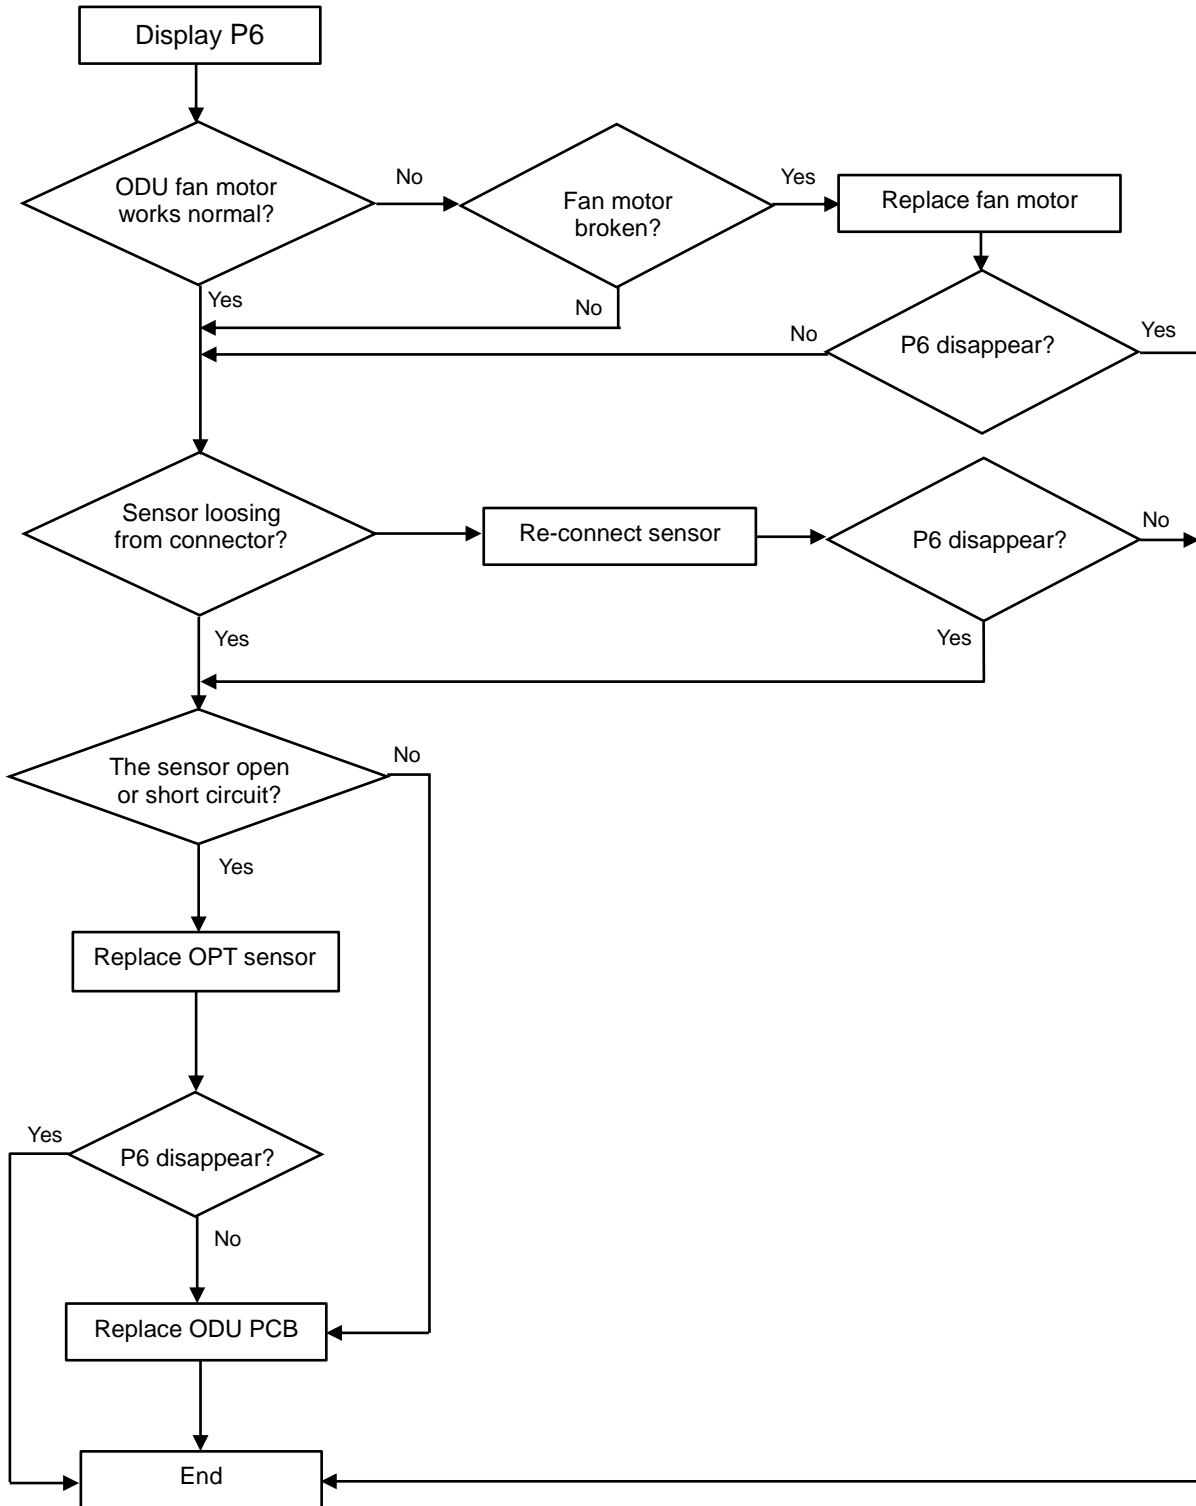 Display P6
ODU fan motor
works normal?
No
Fan motor
broken?
Yes
Replace fan motor
Yes
No
No
P6 disappear?
Yes
Sensor loosing
from connector?
Re-connect sensor
P6 disappear?
No
Yes
Yes
The sensor open
or short circuit?
No
Yes
Replace OPT sensor
Yes
P6 disappear?
No
Replace ODU PCB
End